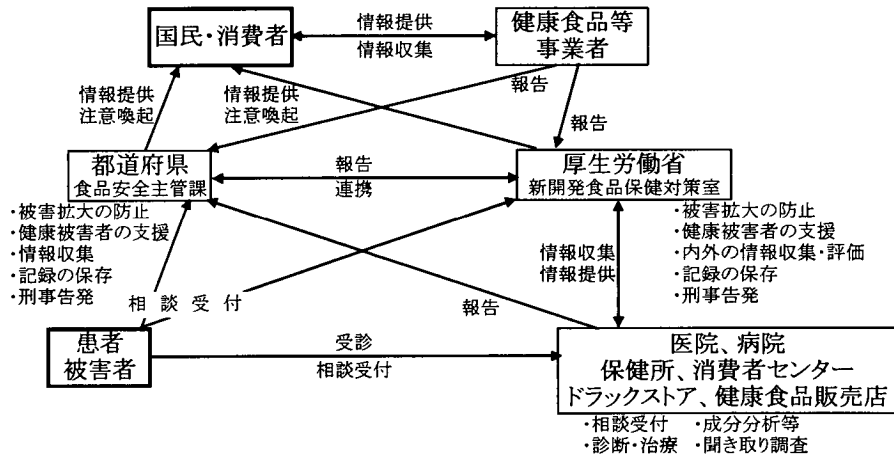 国民・消費者
情報提供
情報収集
健康食品等
事業者
情報提供
注意喚起
情報提供
注意喚起
報告
報告
都道府県
食品安全主管課
報告
連携
厚生労働省
新開発食品保健対策室
・被害拡大の防止
・健康被害者の支援
・情報収集
・記録の保存
・刑事告発
・被害拡大の防止
・健康被害者の支援
・内外の情報収集・評価
・記録の保存
・刑事告発
情報収集
情報提供
相談受付
報告
患者
被害者
受診
相談受付
医院、病院
保健所、消費者センター
ドラックストア、健康食品販売店
・相談受付 ・成分分析等
・診断・治療 ・聞き取り調査